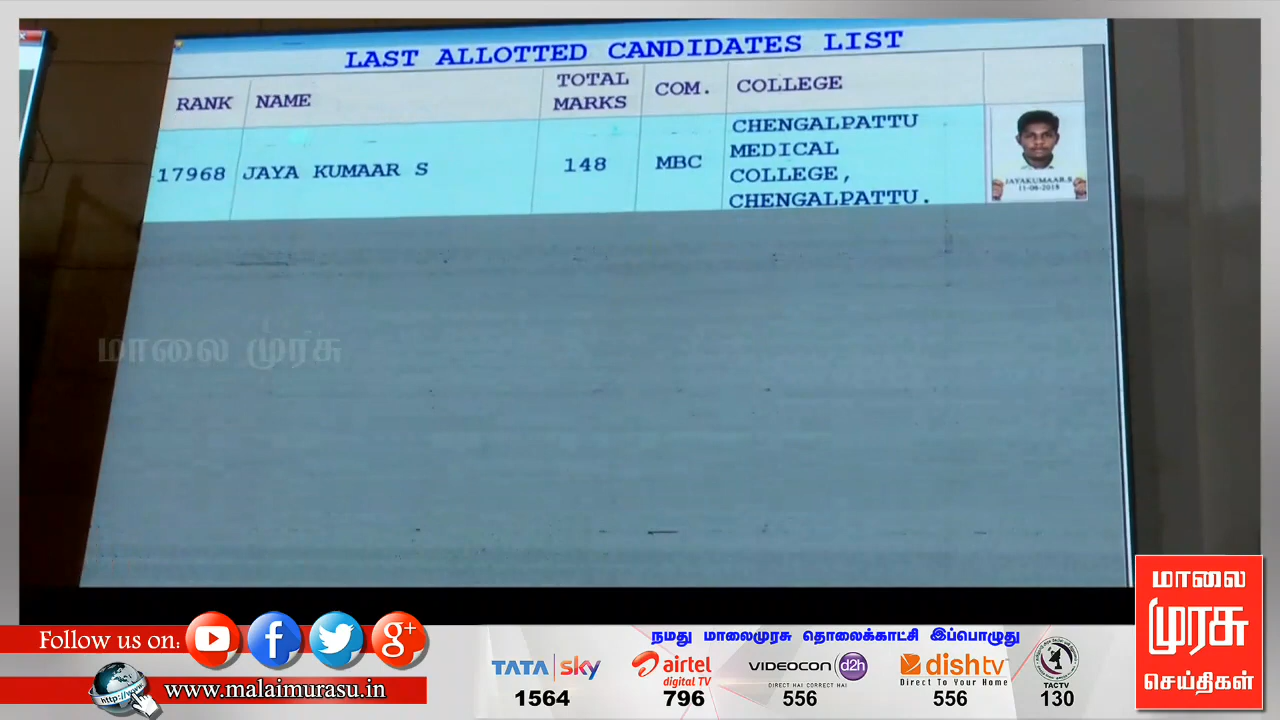 LAST ALLOTTED CANDIDATES LIST
RANK NAME TOTAL MARKS COM. COLLEGE
17968 JAYA KUMAAR S 148 MBC CHENGALPATTU
MEDICAL
COLLEGE,
CHENGALPATTU.
JAYAKUMAAR.S
11-06-2018
மாலை முரசு
மாலை
முரசு
செய்திகள்
Follow us on:
www.malaimurasu.in
நமது மாலைமுரசு தொலைக்காட்சி இப்பொழுது
TATA sky
1564
airtel
digital TV
796
VIDEOCON d2h
DIRECT HAI CORRECT HAI
556
dishtv
Direct To Your Home
556
TACTV
130